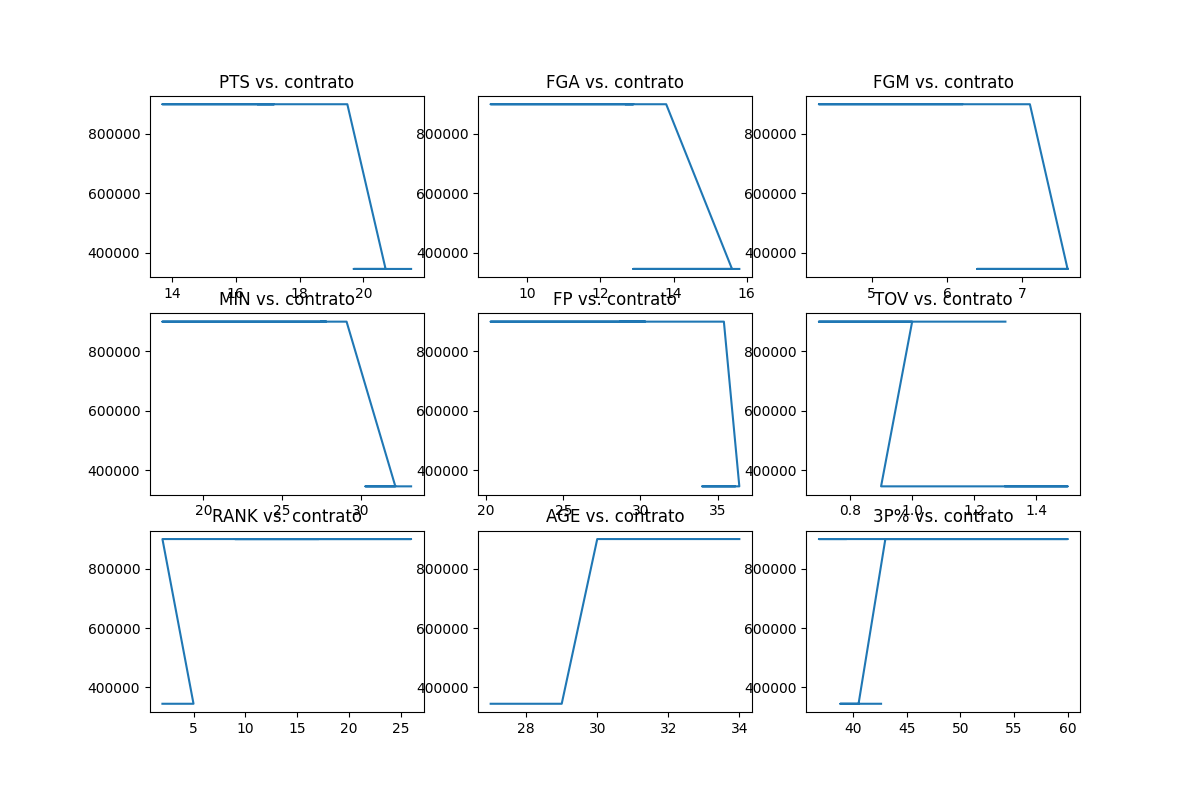 PTS vs. contrato
FGA vs. contrato
FGM vs. contrato
800000
600000
400000
800000
600000
400000
800000
600000
400000
14 16 18 20
10 12 14 16
5 6 7
MIN vs. contrato
FP vs. contrato
TOV vs. contrato
800000
600000
400000
800000
600000
400000
800000
600000
400000
20 25 30
20 25 30 35
0.8 1.0 1.2 1.4
RANK vs. contrato
AGE vs. contrato
3P% vs. contrato
800000
600000
400000
800000
600000
400000
800000
600000
400000
5 10 15 20 25
28 30 32 34
40 45 50 55 60